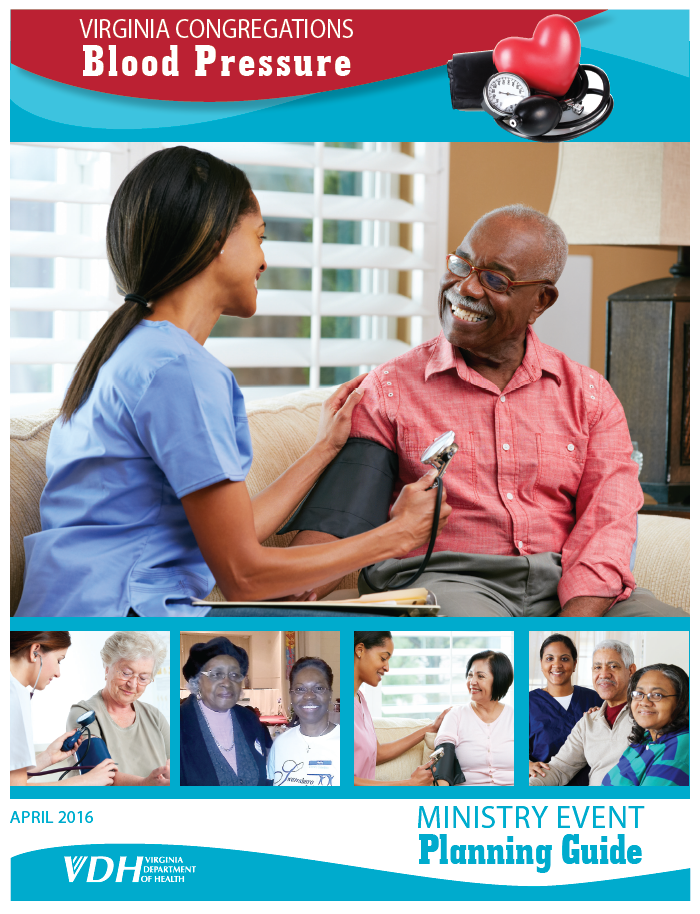 VIRGINIA CONGREGATIONS
Blood Pressure
APRIL 2016
MINISTRY EVENT
Planning Guide
VDH VIRGINIA
DEPARTMENT
OF HEALTH